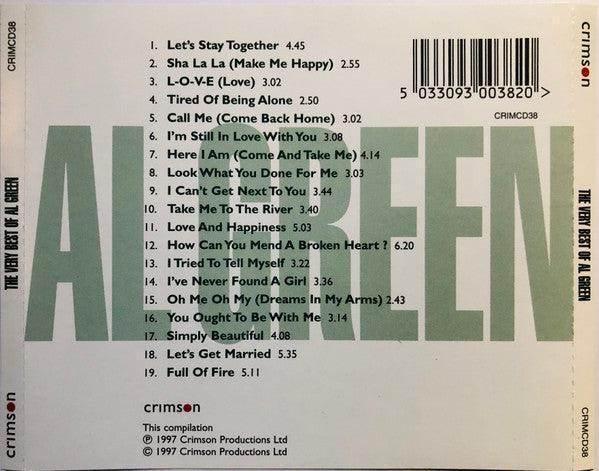 CRIMCD38
THE VERY BEST OF AL GREEN
crimson
AL GREEN
1. Let's Stay Together 4.45
2. Sha La La (Make Me Happy) 2.55
3. L-O-V-E (Love) 3.02
4. Tired Of Being Alone 2.50
5. Call Me (Come Back Home) 3.02
6. I'm Still In Love With You 3.08
7. Here I Am (Come And Take Me) 4.14
8. Look What You Done For Me 3.03
9. I Can't Get Next To You 3.44
10. Take Me To The River 3.40
11. Love And Happiness 5.03
12. How Can You Mend A Broken Heart ? 6.20
13. I Tried To Tell Myself 3.22
14. I've Never Found A Girl 3.36
15. Oh Me Oh My (Dreams In My Arms) 2.43
16. You Ought To Be With Me 3.14
17. Simply Beautiful 4.08
18. Let's Get Married 5.35
19. Full Of Fire 5.11
5 033093 003820 >
CRIMCD38
crimson
This compilation
℗ 1997 Crimson Productions Ltd
© 1997 Crimson Productions Ltd
crimson
THE VERY BEST OF AL GREEN
CRIMCD38